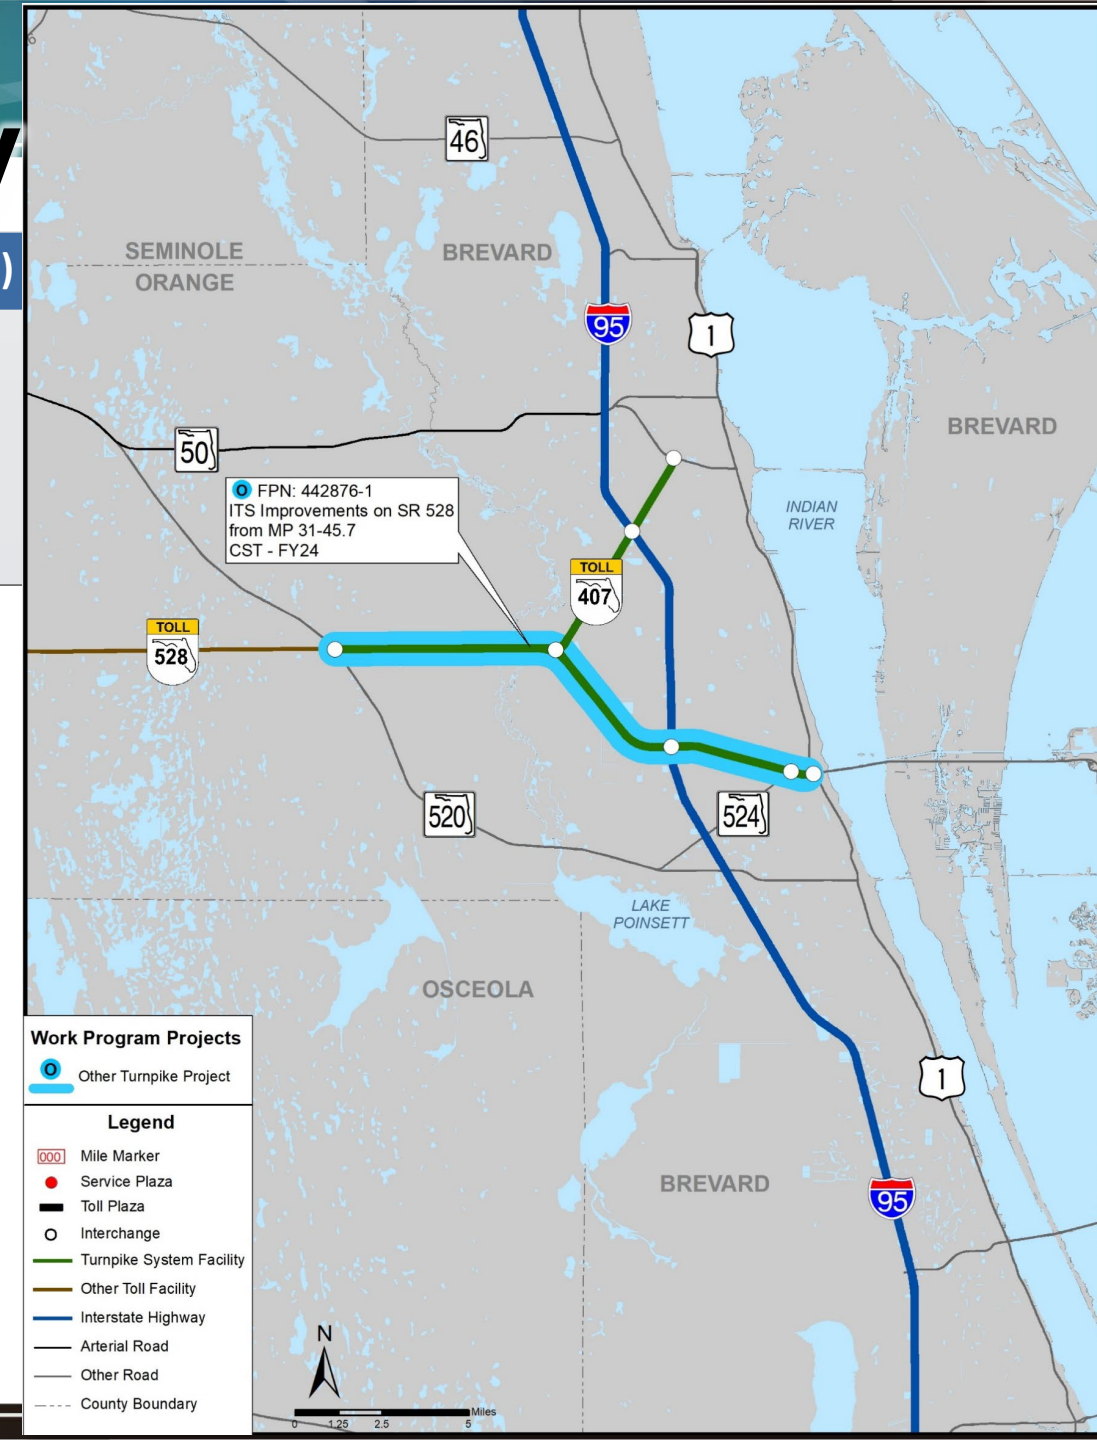 )
46
SEMINOLE
BREVARD
ORANGE
95
1
BREVARD
50
FPN: 442876-1
ITS Improvements on SR 528
from MP 31-45.7
CST - FY24
INDIAN
RIVER
TOLL
407
TOLL
528
520
524
LAKE
POINSETT
OSCEOLA
1
BREVARD
95
Work Program Projects
O
Other Turnpike Project
Legend
000 Mile Marker
Service Plaza
Toll Plaza
Interchange
Turnpike System Facility
Other Toll Facility
Interstate Highway
Arterial Road
Other Road
County Boundary
N
Miles
0 1.25 2.5 5